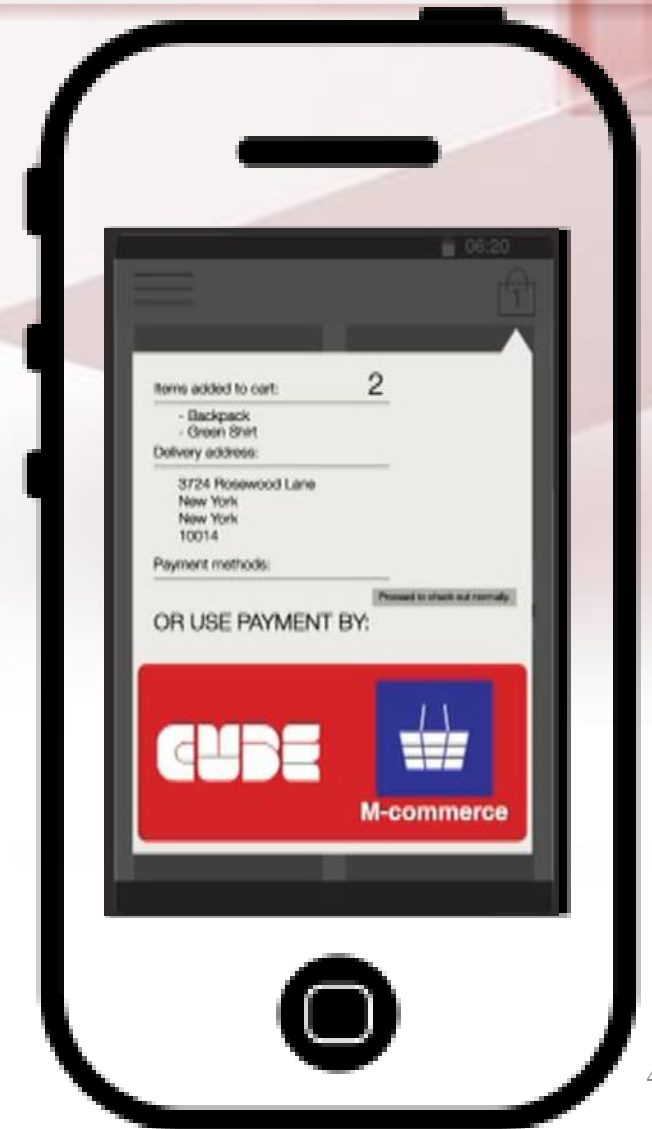 06:20
1
Items added to cart: 2
- Backpack
- Green Shirt
Delivery address:
3724 Rosewood Lane
New York
New York
10014
Payment methods:
Proceed to check out normally.
OR USE PAYMENT BY:
CUBE
M-commerce
4